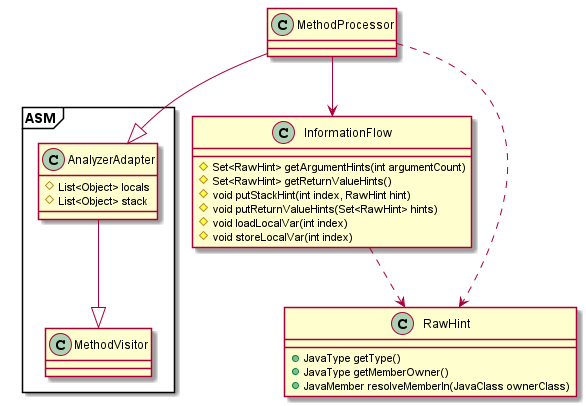 C MethodProcessor
ASM
C AnalyzerAdapter
List<Object> locals
List<Object> stack
C InformationFlow
Set<RawHint> getArgumentHints(int argumentCount)
Set<RawHint> getReturnValueHints()
void putStackHint(int index, RawHint hint)
void putReturnValueHints(Set<RawHint> hints)
void loadLocalVar(int index)
void storeLocalVar(int index)
C MethodVisitor
C RawHint
JavaType getType()
JavaType getMemberOwner()
JavaMember resolveMemberIn(JavaClass ownerClass)